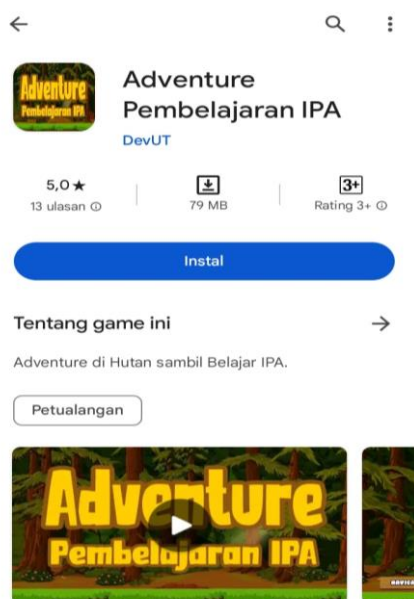 Adventure
Pembelajaran IPA
Adventure
Pembelajaran IPA
DevUT
5,0★
13 ulasan
79 MB
3+
Rating 3+
Instal
Tentang game ini
Adventure di Hutan sambil Belajar IPA.
Petualangan
Adventure
Pembelajaran IPA